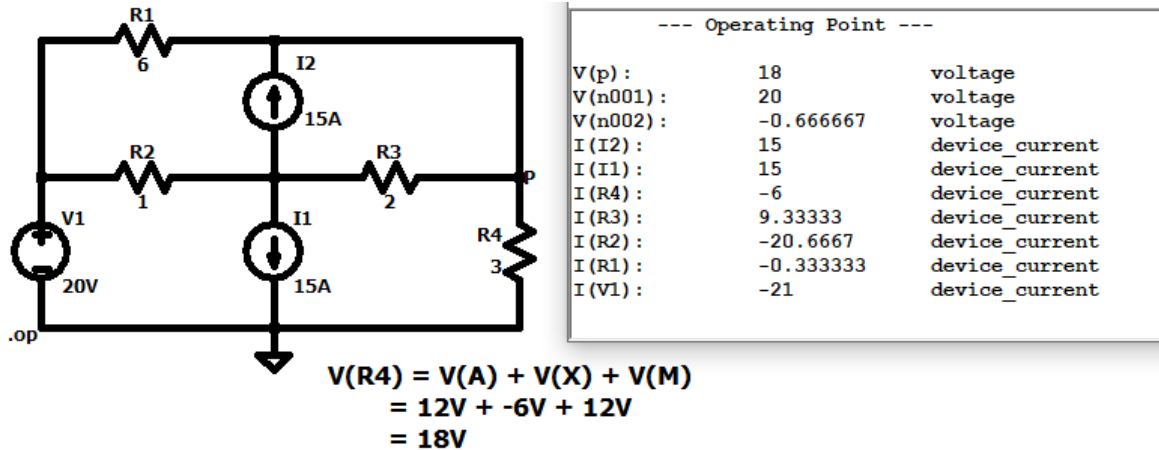 R1
6
I2
15A
R2
1
R3
2
p
V1
20V
I1
15A
R4
3
.op
--- Operating Point ---
V(p): 18 voltage
V(n001): 20 voltage
V(n002): -0.666667 voltage
I(I2): 15 device_current
I(I1): 15 device_current
I(R4): -6 device_current
I(R3): 9.33333 device_current
I(R2): -20.6667 device_current
I(R1): -0.333333 device_current
I(V1): -21 device_current
V(R4) = V(A) + V(X) + V(M)
= 12V + -6V + 12V
= 18V